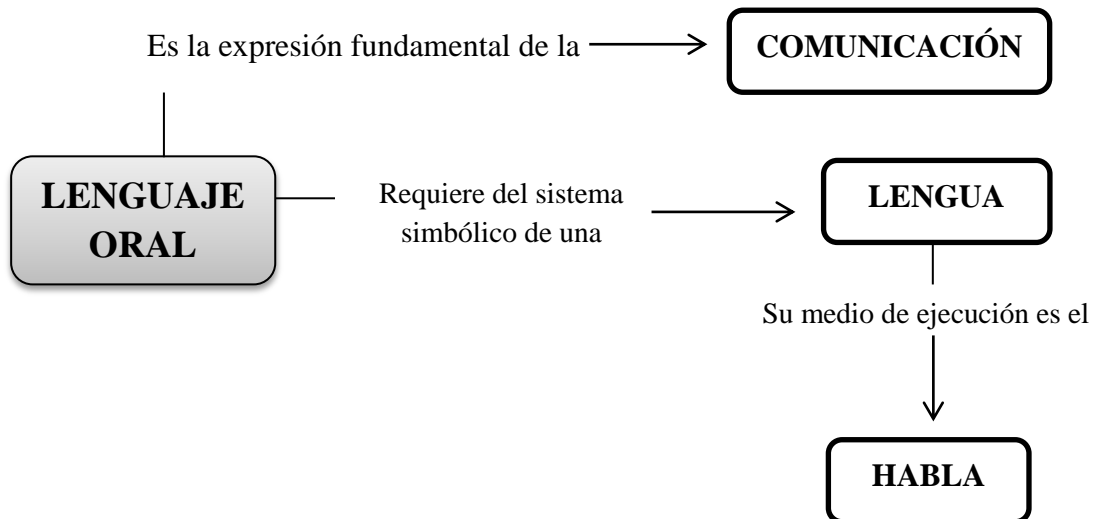 Es la expresión fundamental de la
COMUNICACIÓN
LENGUAJE
ORAL
Requiere del sistema
simbólico de una
LENGUA
Su medio de ejecución es el
HABLA